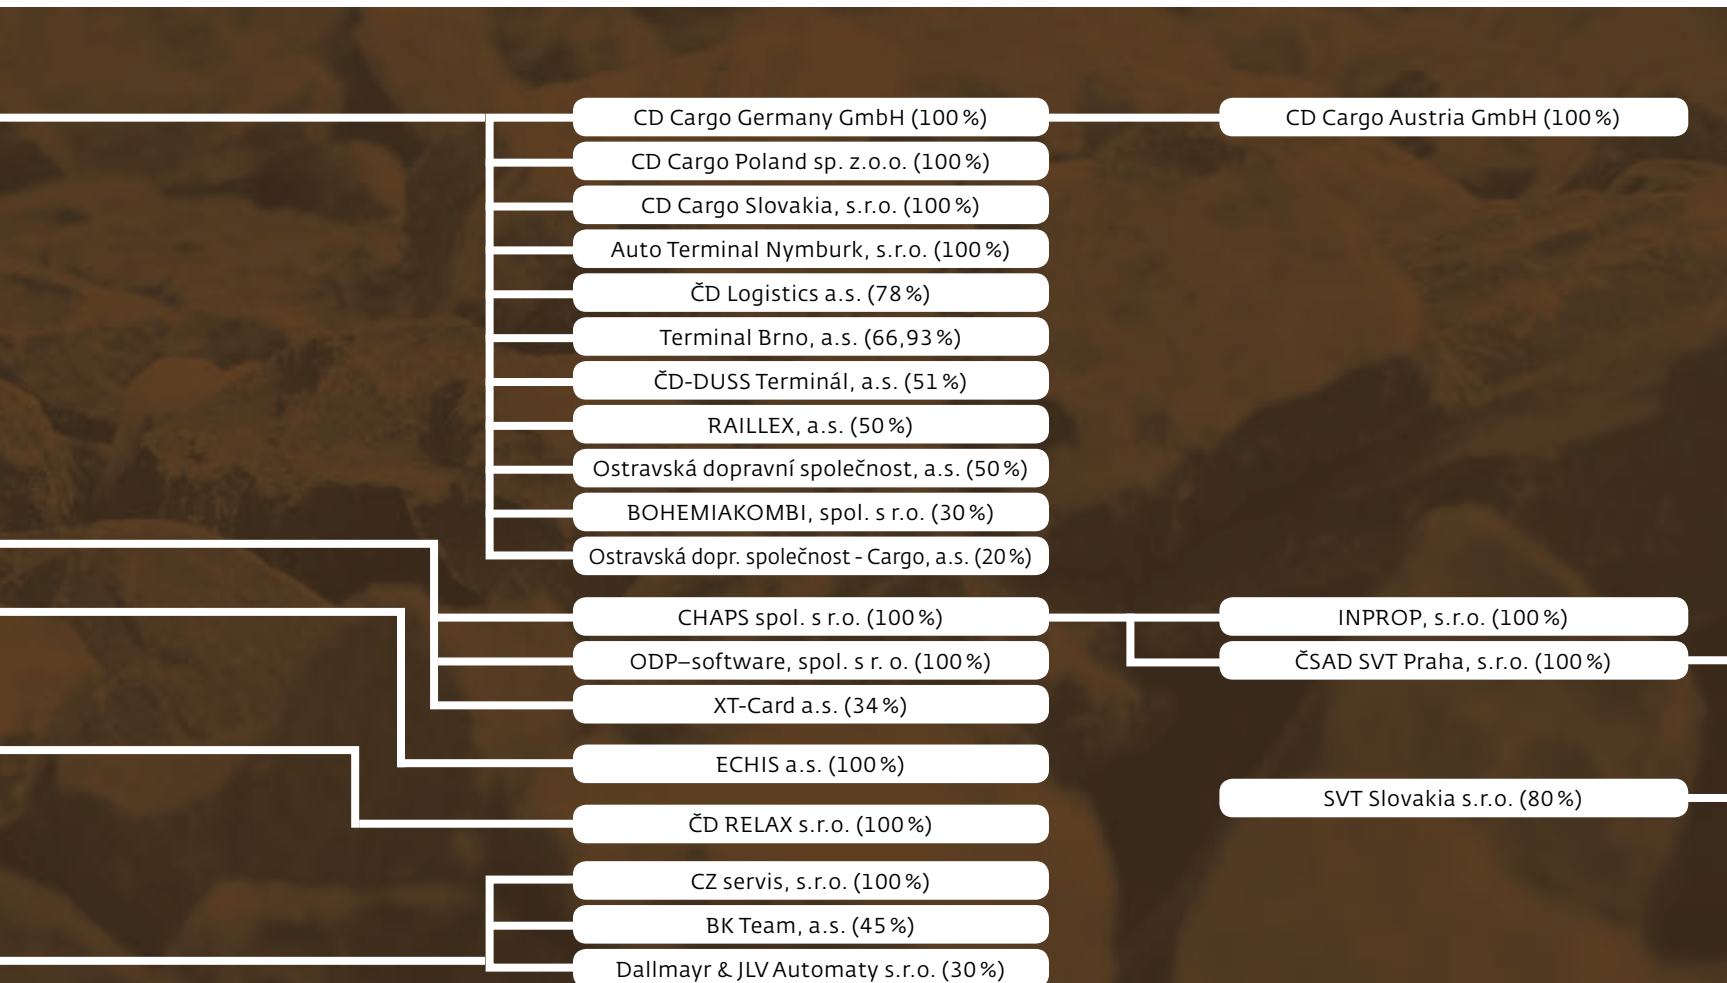 CD Cargo Germany GmbH (100 %)
CD Cargo Austria GmbH (100 %)
CD Cargo Poland sp. z.o.o. (100 %)
CD Cargo Slovakia, s.r.o. (100 %)
Auto Terminal Nymburk, s.r.o. (100 %)
ČD Logistics a.s. (78 %)
Terminal Brno, a.s. (66,93 %)
ČD-DUSS Terminál, a.s. (51 %)
RAILLEX, a.s. (50 %)
Ostravská dopravní společnost, a.s. (50 %)
BOHEMIAKOMBI, spol. s r.o. (30 %)
Ostravská dopr. společnost - Cargo, a.s. (20 %)
CHAPS spol. s r.o. (100 %)
INPROP, s.r.o. (100 %)
ODP–software, spol. s r. o. (100 %)
ČSAD SVT Praha, s.r.o. (100 %)
XT-Card a.s. (34 %)
ECHIS a.s. (100 %)
SVT Slovakia s.r.o. (80 %)
ČD RELAX s.r.o. (100 %)
CZ servis, s.r.o. (100 %)
BK Team, a.s. (45 %)
Dallmayr & JLV Automaty s.r.o. (30 %)